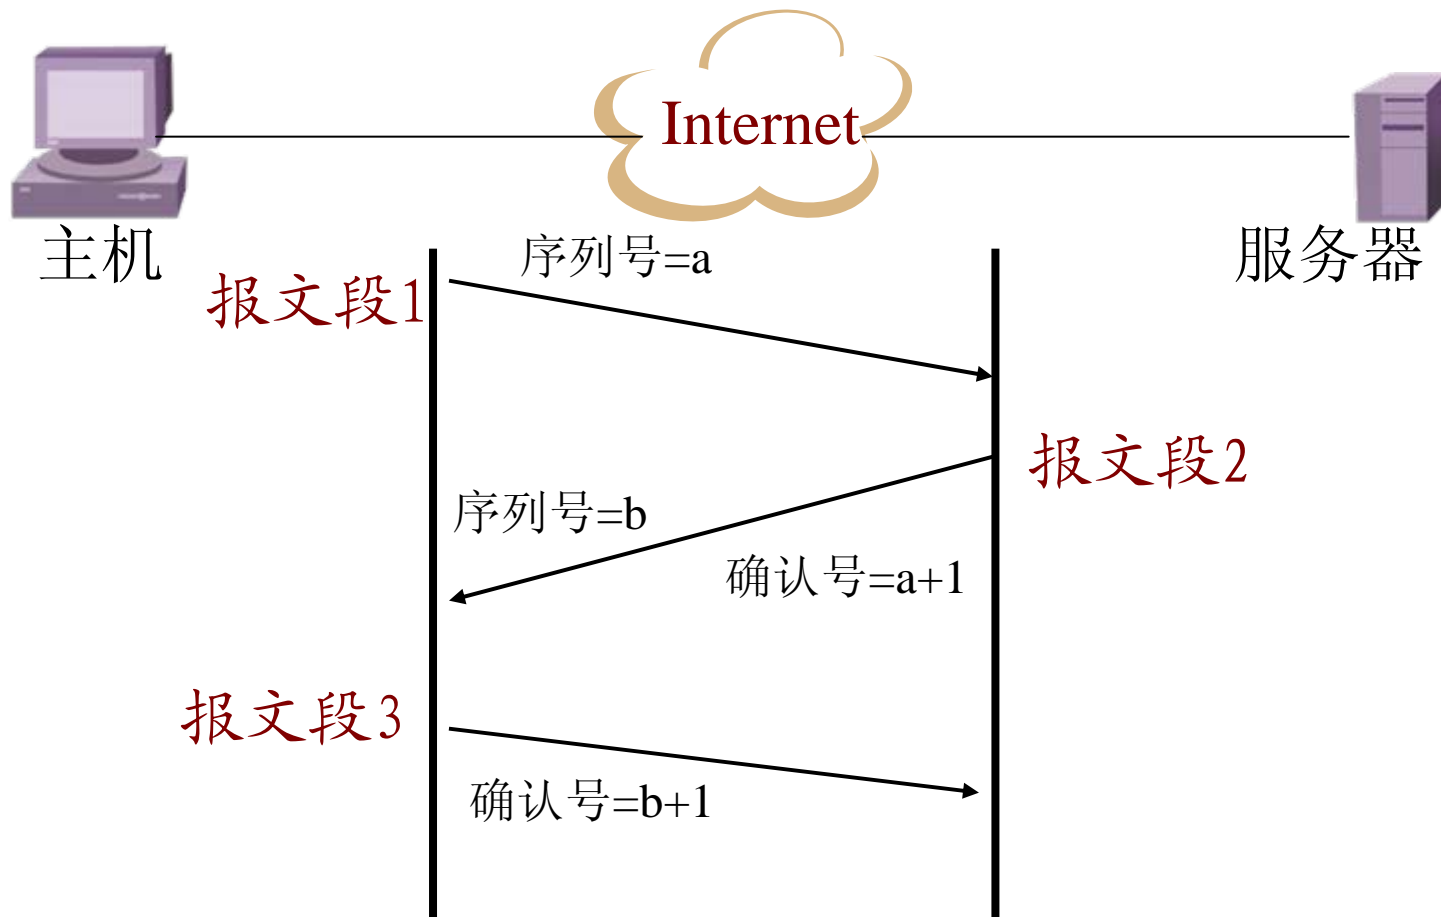 Internet
主机
服务器
序列号=a
报文段1
报文段2
序列号=b
确认号=a+1
报文段3
确认号=b+1